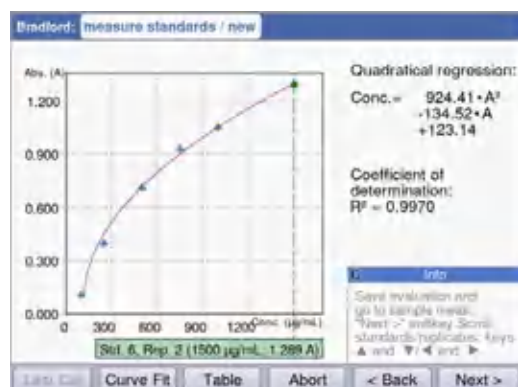 Bradford: measure standards / new
Abs. (A)
1.200
0.900
0.600
0.300
0.000
0 300 600 900 1200 Conc. (µg/mL)
Std. 6, Rep. 2 (1500 µg/mL; 1.289 A)
Quadratical regression:
Conc.= 924.41•A²
-134.52•A
+123.14
Coefficient of
determination:
R² = 0.9970
Info
Save evaluation and
go to sample meas.:
"Next >" softkey. Scroll
standards/replicates: keys
▲ and ▼/◄ and ►
Last Cal. Curve Fit Table Abort < Back Next >